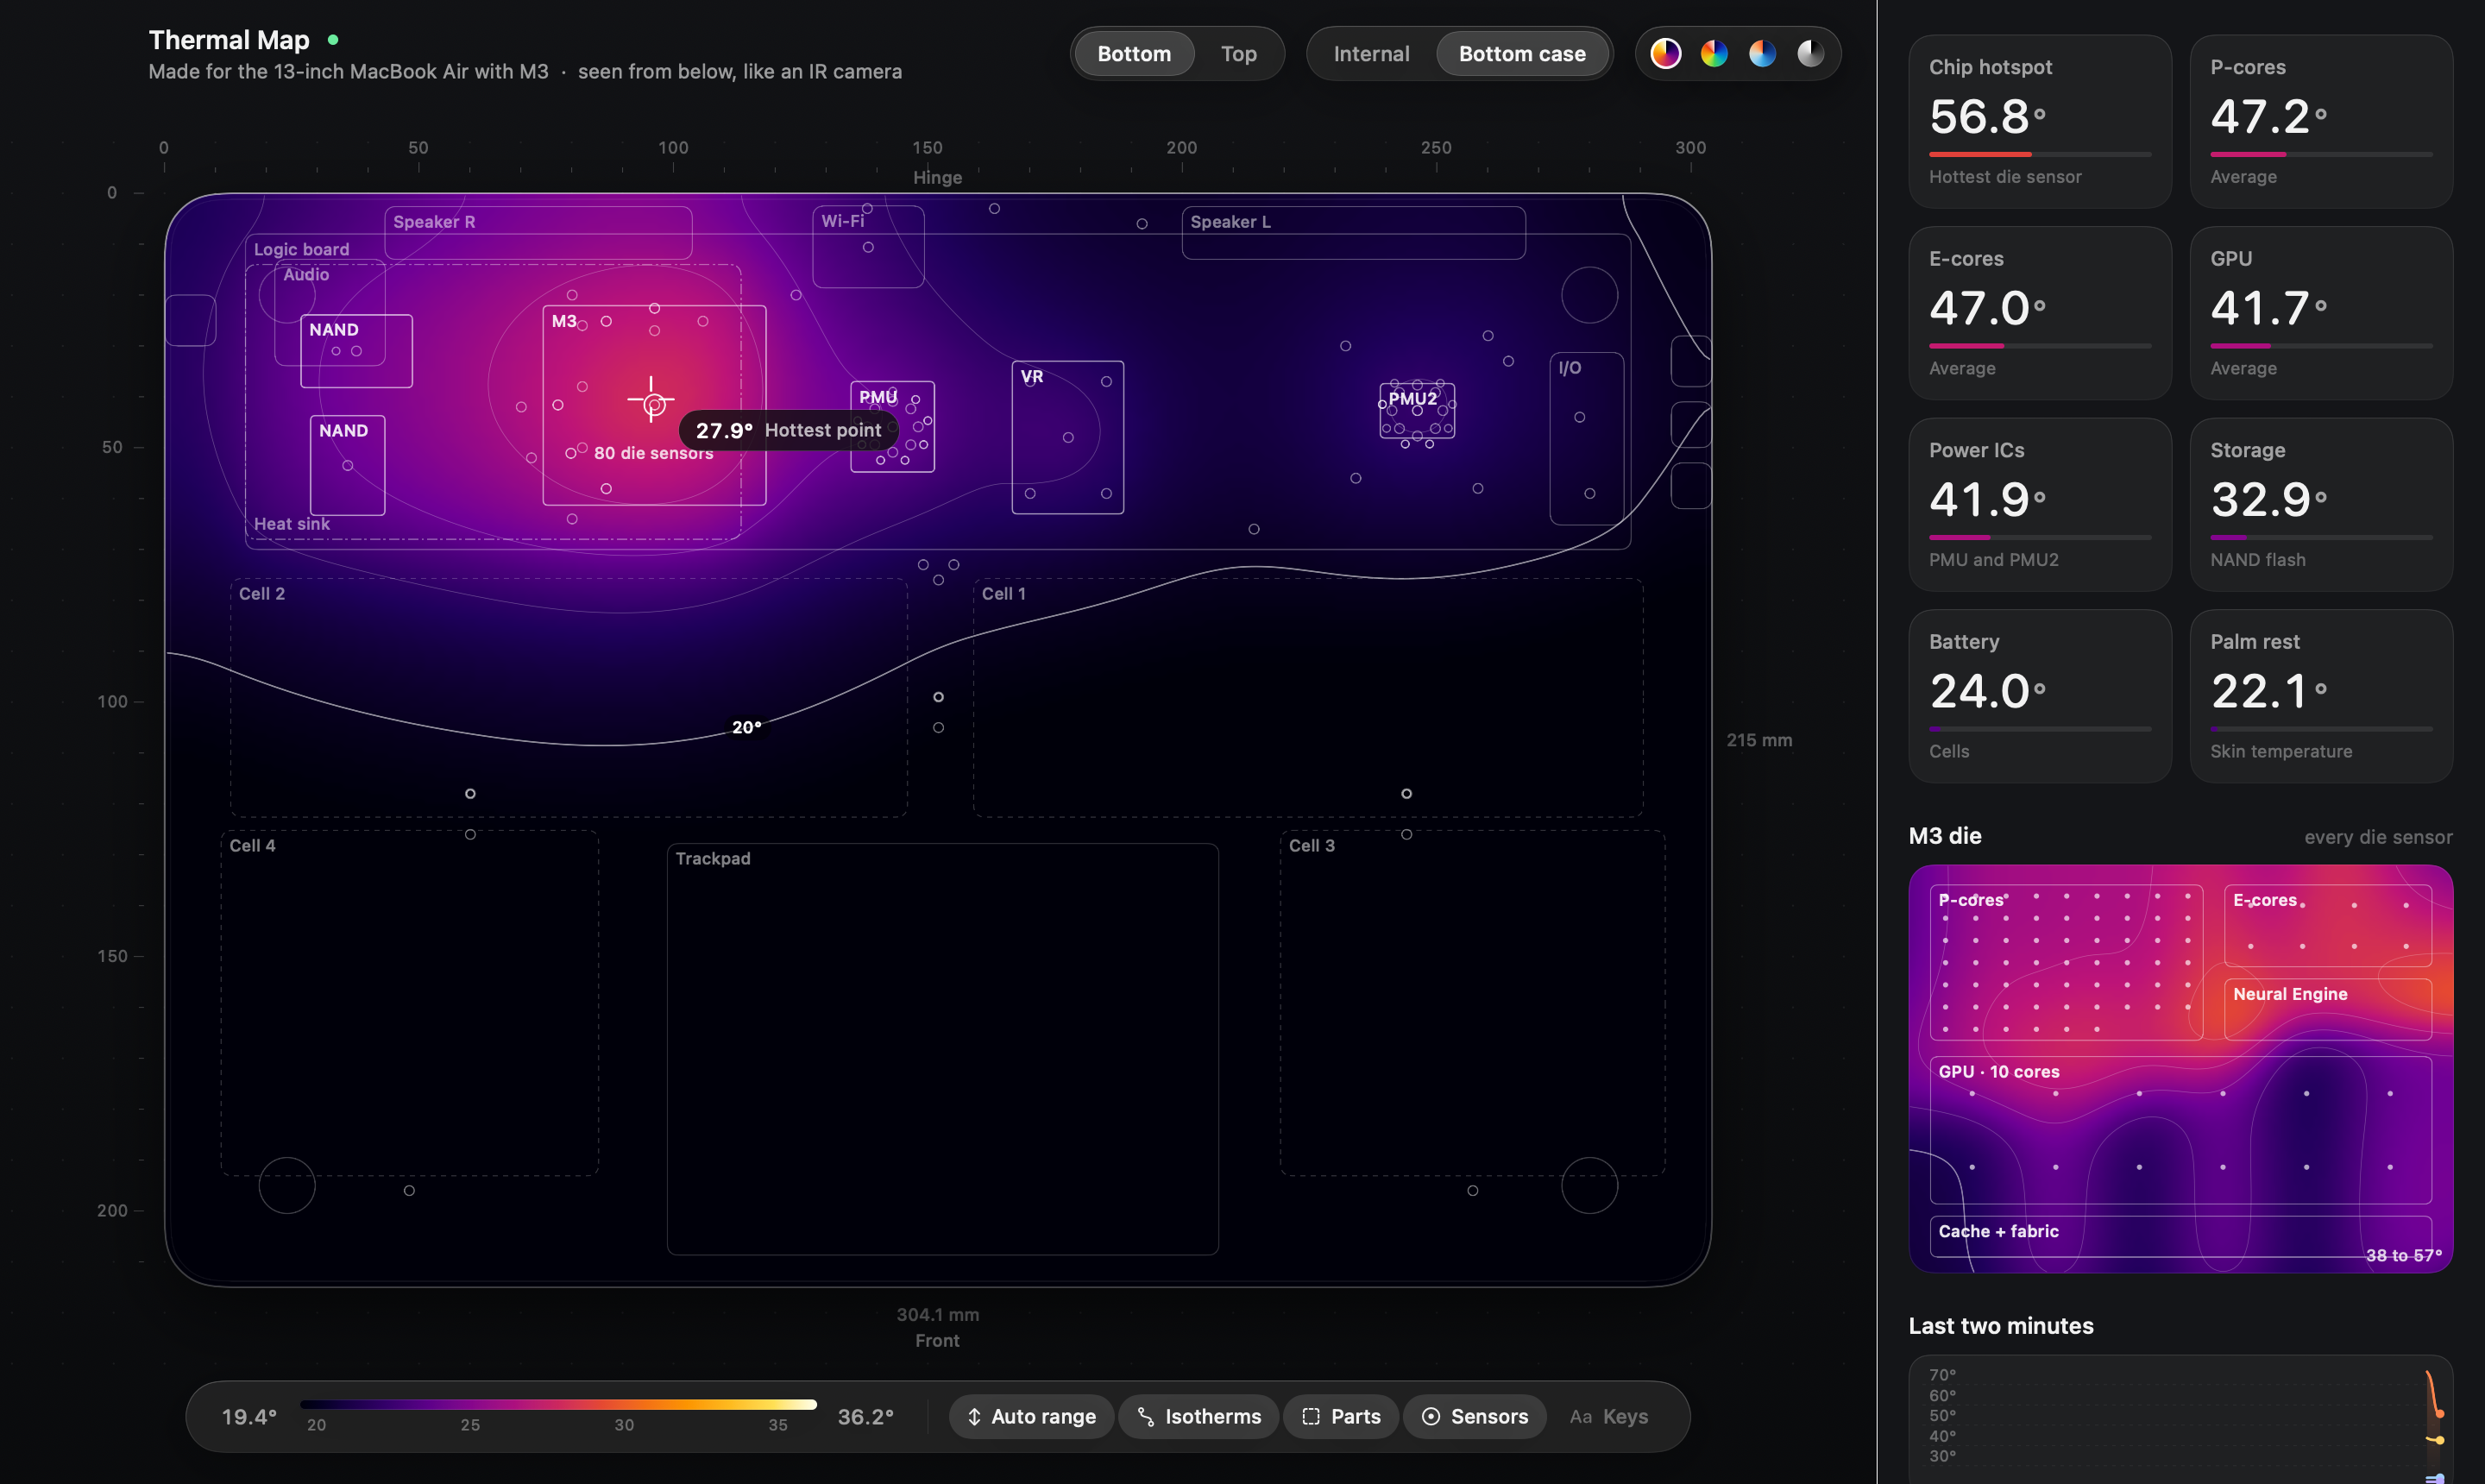 Thermal Map
Made for the 13-inch MacBook Air with M3 · seen from below, like an IR camera
Bottom
Top
Internal
Bottom case
0
50
100
150
200
250
300
Hinge
0
50
100
150
200
Speaker R
Wi-Fi
Speaker L
Logic board
Audio
NAND
M3
NAND
PMU
VR
PMU2
I/O
27.9° Hottest point
80 die sensors
Heat sink
Cell 2
Cell 1
20°
215 mm
Cell 4
Trackpad
Cell 3
304.1 mm
Front
19.4°
20
25
30
35
36.2°
Auto range
Isotherms
Parts
Sensors
Aa Keys
Chip hotspot
56.8°
Hottest die sensor
P-cores
47.2°
Average
E-cores
47.0°
Average
GPU
41.7°
Average
Power ICs
41.9°
PMU and PMU2
Storage
32.9°
NAND flash
Battery
24.0°
Cells
Palm rest
22.1°
Skin temperature
M3 die
every die sensor
P-cores
E-cores
Neural Engine
GPU · 10 cores
Cache + fabric
38 to 57°
Last two minutes
70°
60°
50°
40°
30°